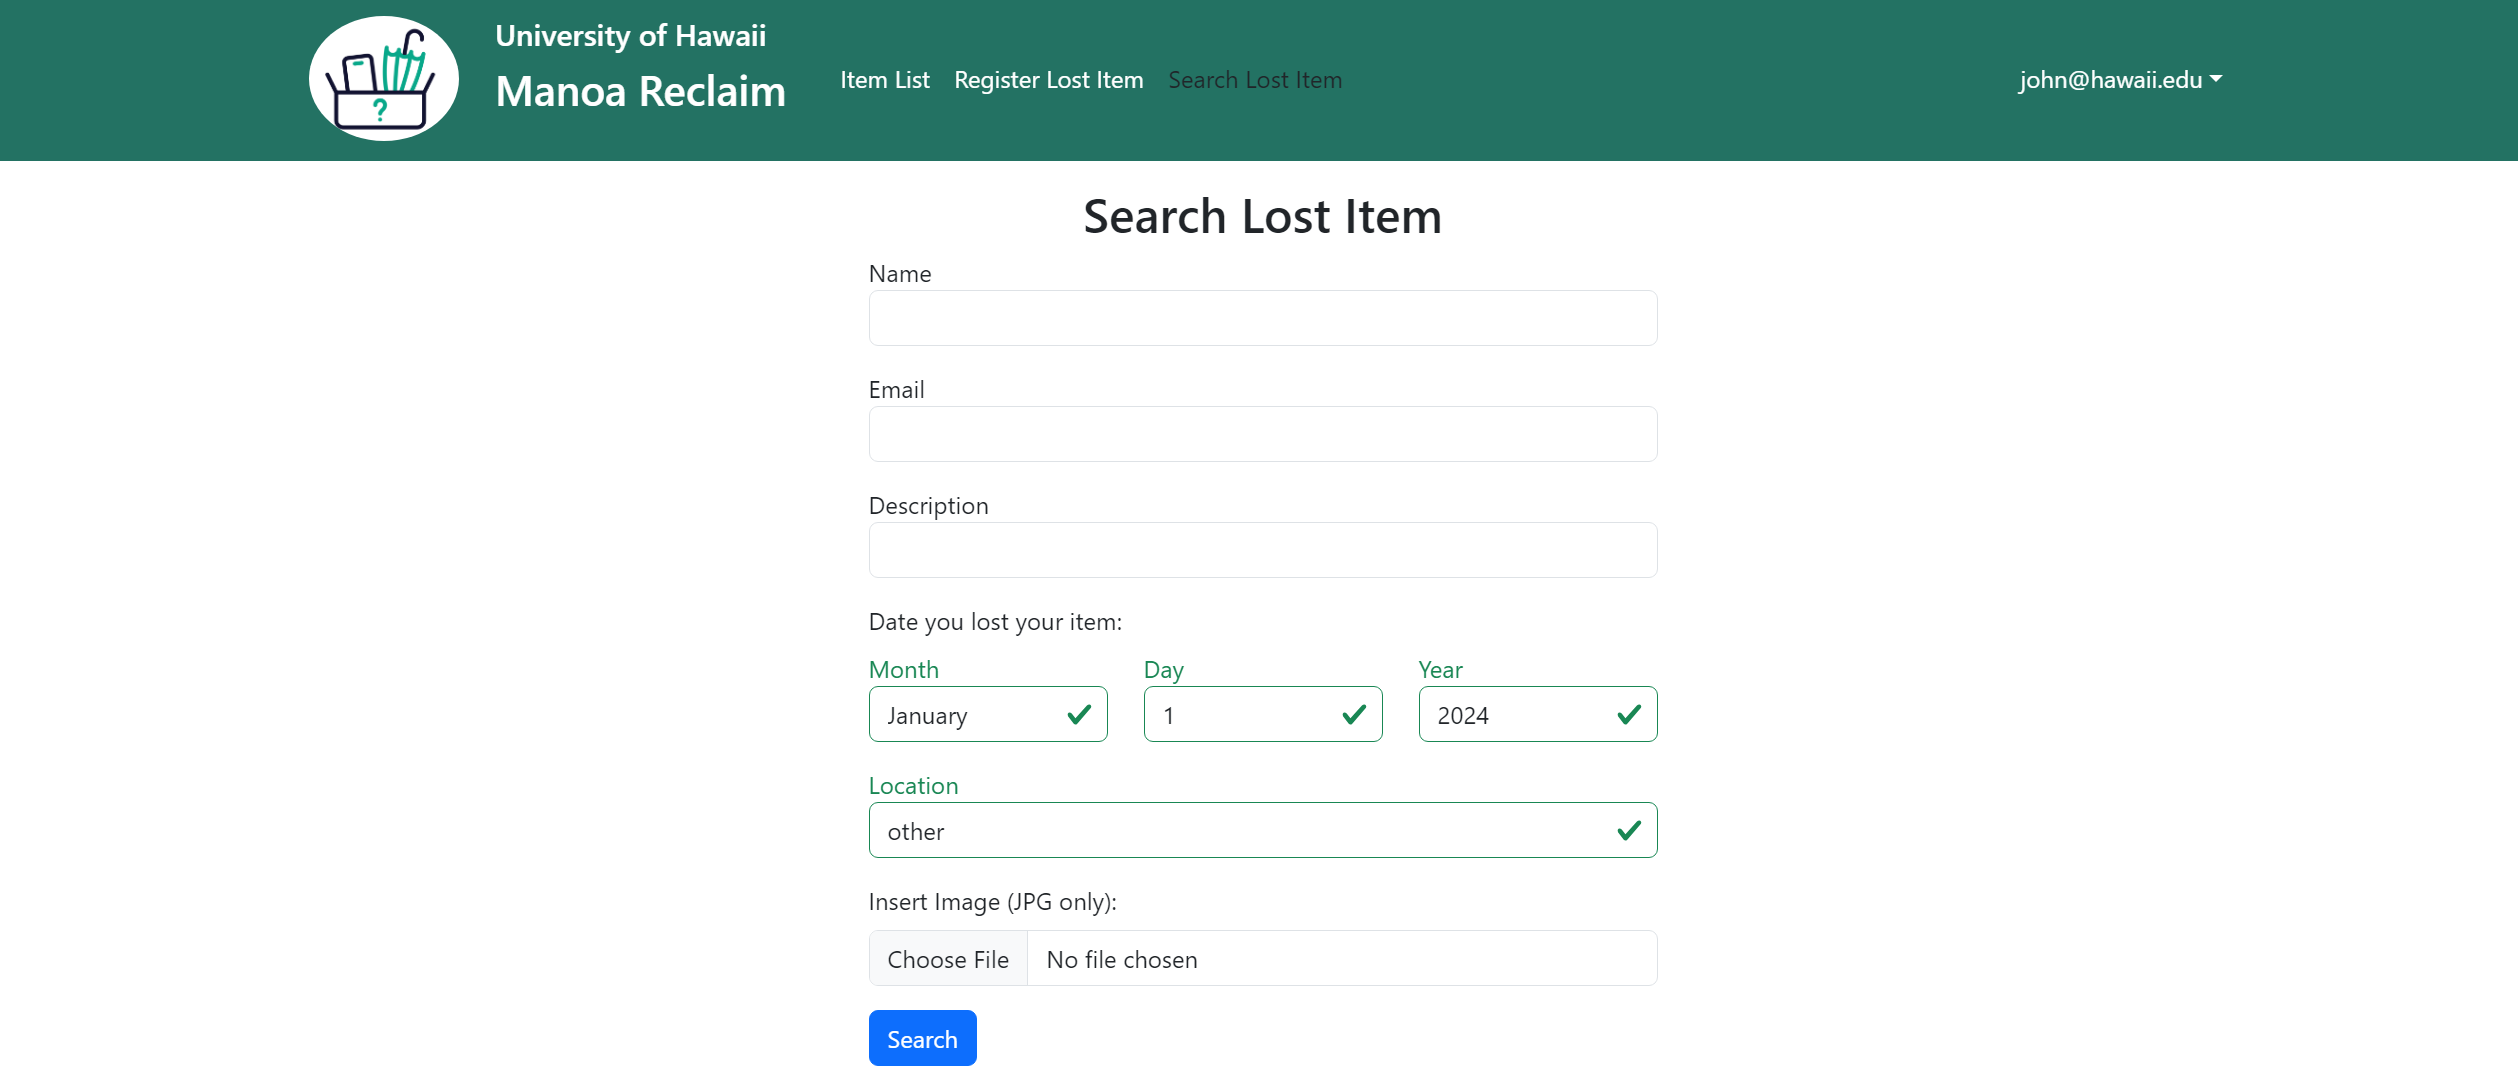 University of Hawaii
Manoa Reclaim
Item List Register Lost Item Search Lost Item
john@hawaii.edu
?
Search Lost Item
Name
Email
Description
Date you lost your item:
Month Day Year
January 1 2024
Location
other
Insert Image (JPG only):
Choose File No file chosen
Search